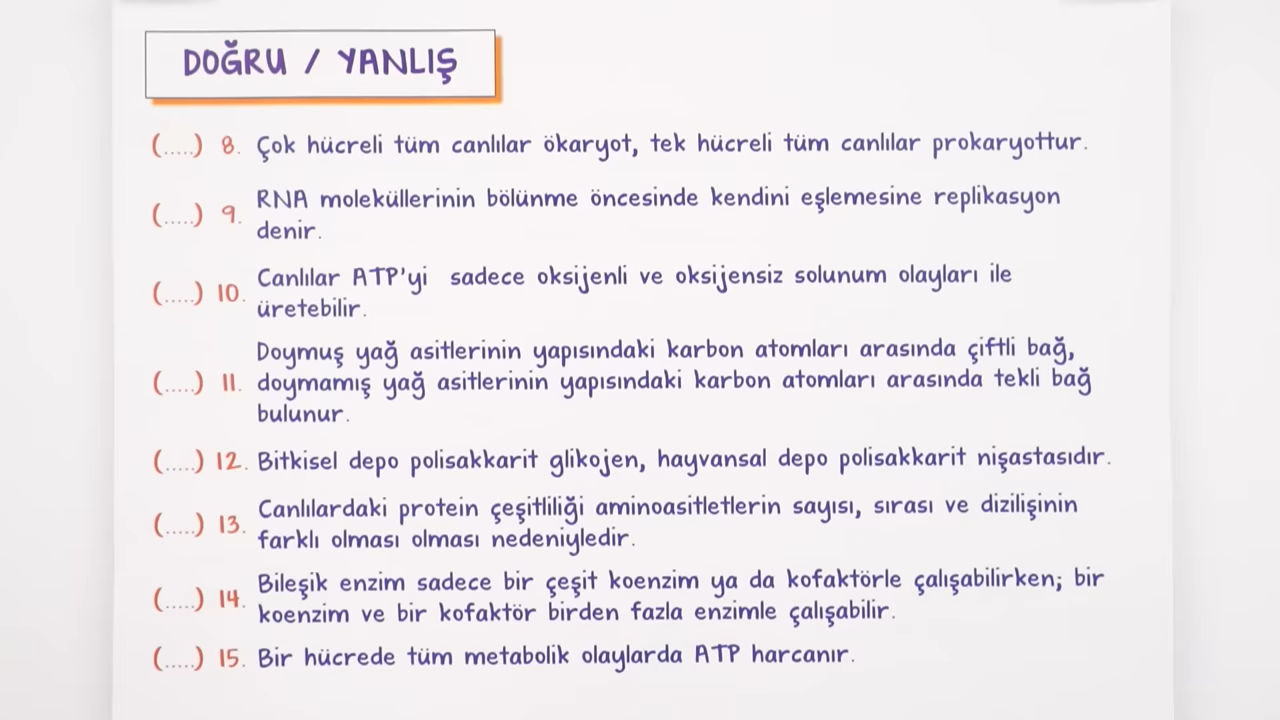 DOĞRU / YANLIŞ
(.....) 8. Çok hücreli tüm canlılar ökaryot, tek hücreli tüm canlılar prokaryottur.
(.....) 9. RNA moleküllerinin bölünme öncesinde kendini eşlemesine replikasyon
denir.
(.....) 10. Canlılar ATP'yi sadece oksijenli ve oksijensiz solunum olayları ile
üretebilir.
Doymuş yağ asitlerinin yapısındaki karbon atomları arasında çiftli bağ,
(.....) 11. doymamış yağ asitlerinin yapısındaki karbon atomları arasında tekli bağ
bulunur.
(.....) 12. Bitkisel depo polisakkarit glikojen, hayvansal depo polisakkarit nişastasıdır.
(.....) 13. Canlılardaki protein çeşitliliği aminoasitletlerin sayısı, sırası ve dizilişinin
farklı olması olması nedeniyledir.
(.....) 14. Bileşik enzim sadece bir çeşit koenzim ya da kofaktörle çalışabilirken; bir
koenzim ve bir kofaktör birden fazla enzimle çalışabilir.
(.....) 15. Bir hücrede tüm metabolik olaylarda ATP harcanır.